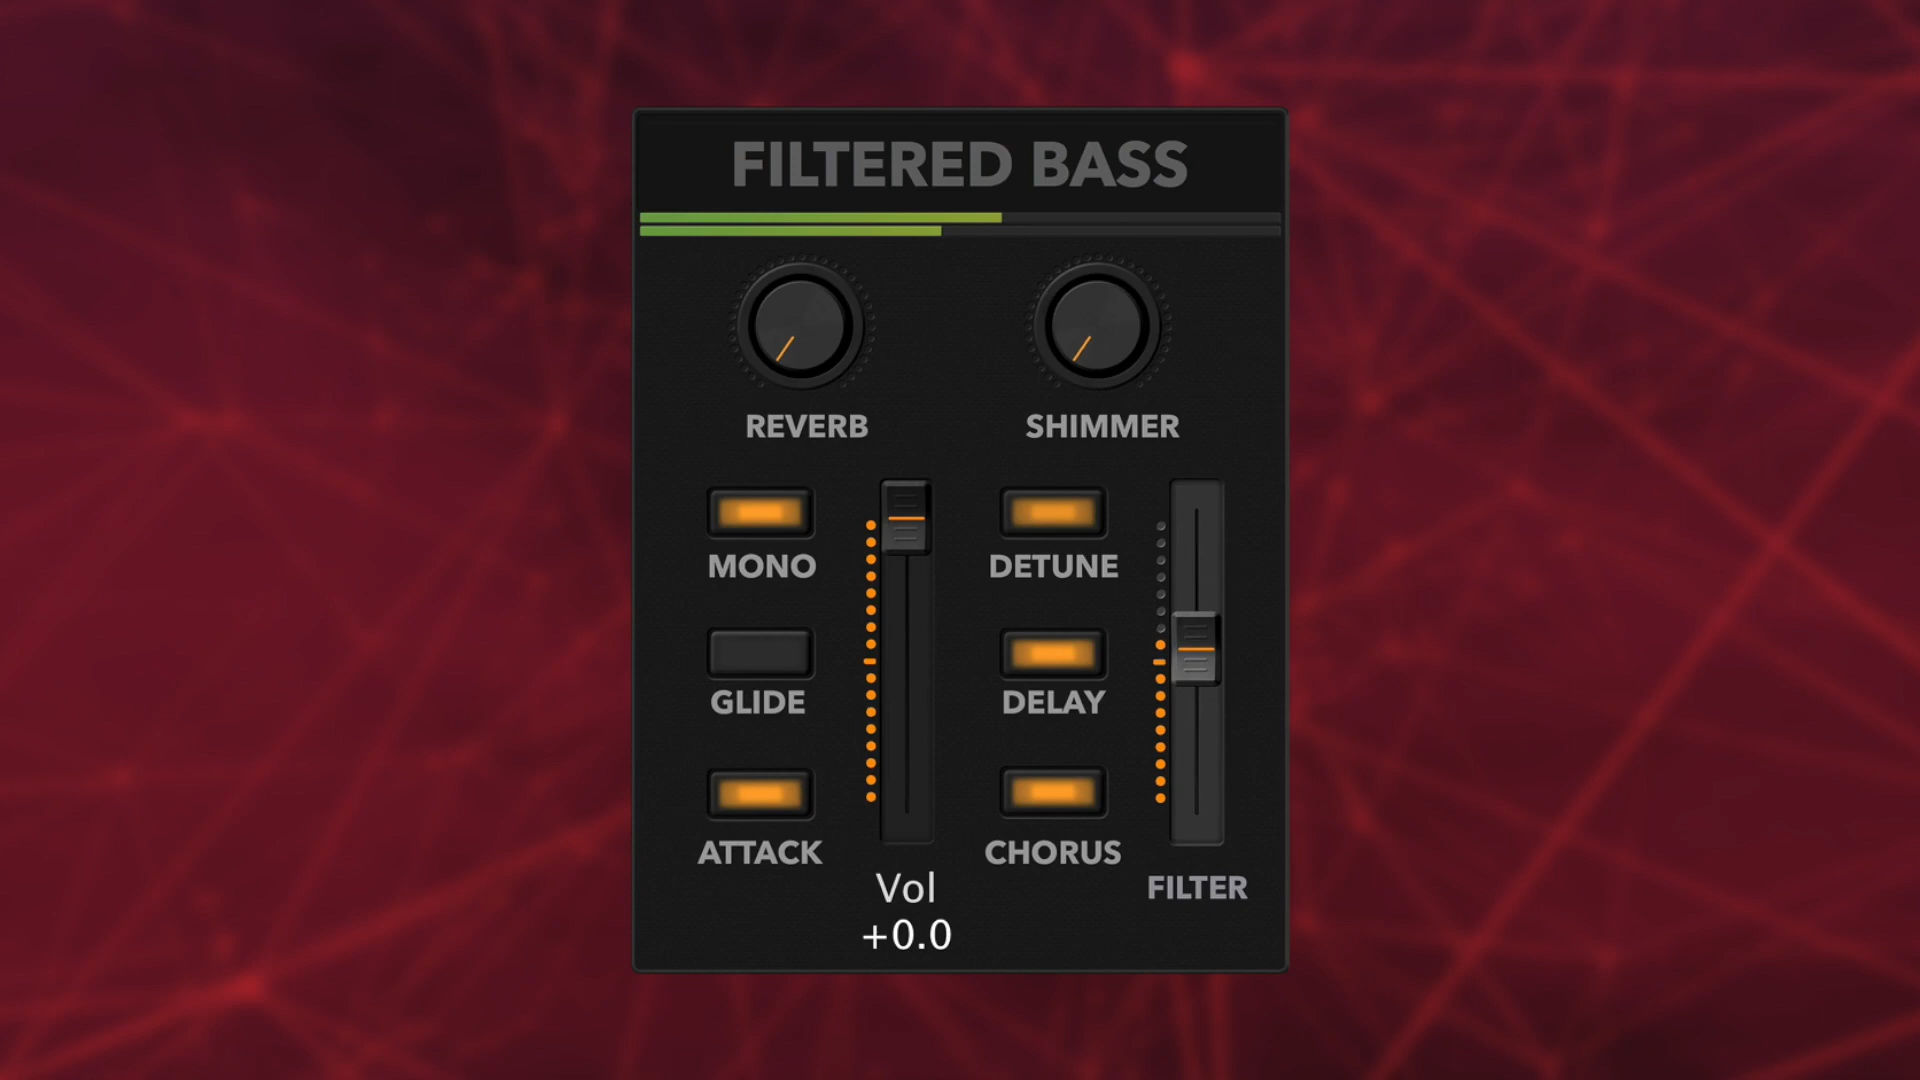 FILTERED BASS
REVERB
SHIMMER
MONO
DETUNE
GLIDE
DELAY
ATTACK
CHORUS
Vol
+0.0
FILTER